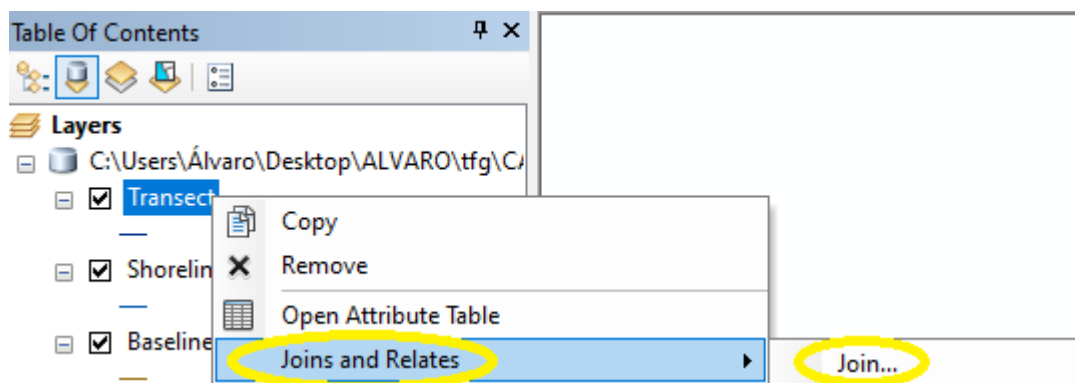 Table Of Contents
Layers
C:\Users\Álvaro\Desktop\ALVARO\tfg\CA
Transect
Copy
Shorelin
Remove
Open Attribute Table
Baseline
Joins and Relates
Join...